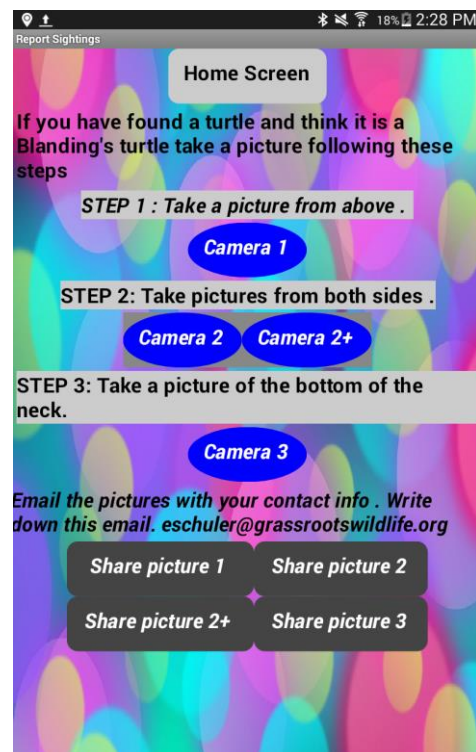 18% 2:28 PM
Report Sightings
Home Screen
If you have found a turtle and think it is a
Blanding's turtle take a picture following these
steps
STEP 1 : Take a picture from above .
Camera 1
STEP 2: Take pictures from both sides .
Camera 2 Camera 2+
STEP 3: Take a picture of the bottom of the
neck.
Camera 3
Email the pictures with your contact info . Write
down this email. eschuler@grassrootswildlife.org
Share picture 1 Share picture 2
Share picture 2+ Share picture 3